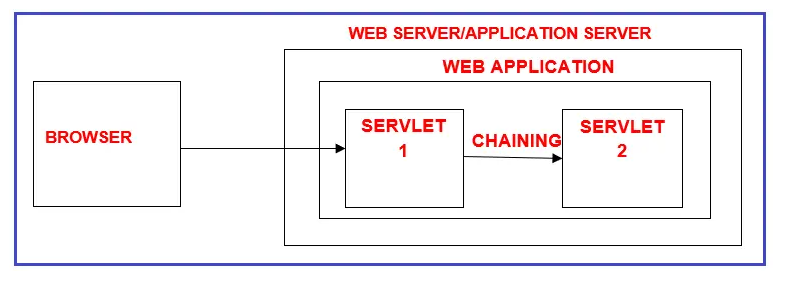 WEB SERVER/APPLICATION SERVER
WEB APPLICATION
BROWSER
SERVLET
1
CHAINING
SERVLET
2